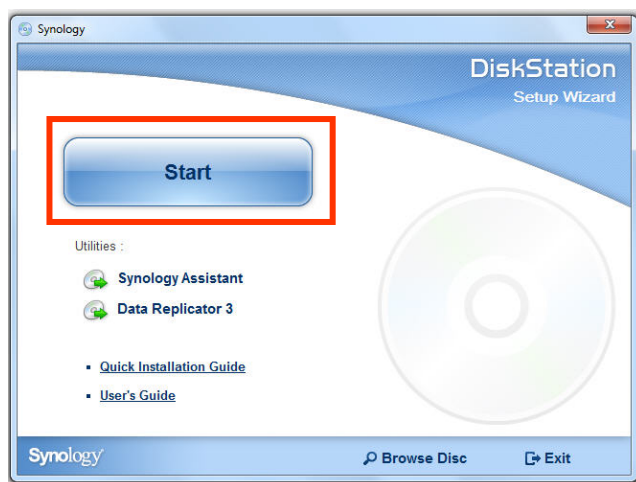 Synology
DiskStation
Setup Wizard
Start
Utilities :
Synology Assistant
Data Replicator 3
Quick Installation Guide
User's Guide
Synology
Browse Disc
Exit